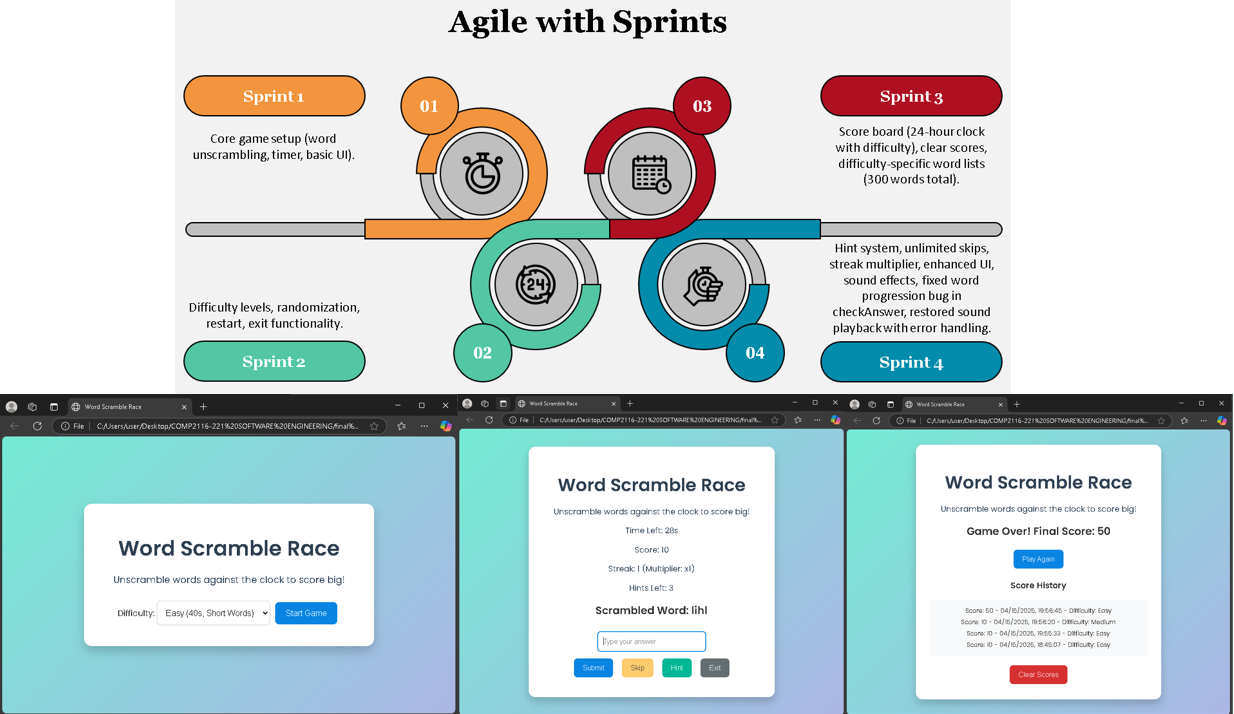 Agile with Sprints
Sprint 1
01
Core game setup (word
unscrambling, timer, basic UI).
03
Sprint 3
Score board (24-hour clock
with difficulty), clear scores,
difficulty-specific word lists
(300 words total).
24
Difficulty levels, randomization,
restart, exit functionality.
Sprint 2
02
04
Hint system, unlimited skips,
streak multiplier, enhanced UI,
sound effects, fixed word
progression bug in
checkAnswer, restored sound
playback with error handling.
Sprint 4
Word Scramble Race
File
C:/Users/user/Desktop/COMP2116-221%20SOFTWARE%20ENGINEERING/final%...
Word Scramble Race
Unscramble words against the clock to score big!
Difficulty: Easy (40s, Short Words) Start Game
Word Scramble Race
File
C:/Users/user/Desktop/COMP2116-221%20SOFTWARE%20ENGINEERING/final%...
Word Scramble Race
Unscramble words against the clock to score big!
Time Left: 28s
Score: 10
Streak: 1 (Multiplier: x1)
Hints Left: 3
Scrambled Word: lihl
Type your answer
Submit Skip Hint Exit
Word Scramble Race
File
C:/Users/user/Desktop/COMP2116-221%20SOFTWARE%20ENGINEERING/final%...
Word Scramble Race
Unscramble words against the clock to score big!
Game Over! Final Score: 50
Play Again
Score History
Score: 50 - 04/15/2025, 19:56:45 - Difficulty: Easy
Score: 10 - 04/15/2025, 19:56:20 - Difficulty: Medium
Score: 10 - 04/15/2025, 19:55:33 - Difficulty: Easy
Score: 10 - 04/15/2025, 18:45:07 - Difficulty: Easy
Clear Scores